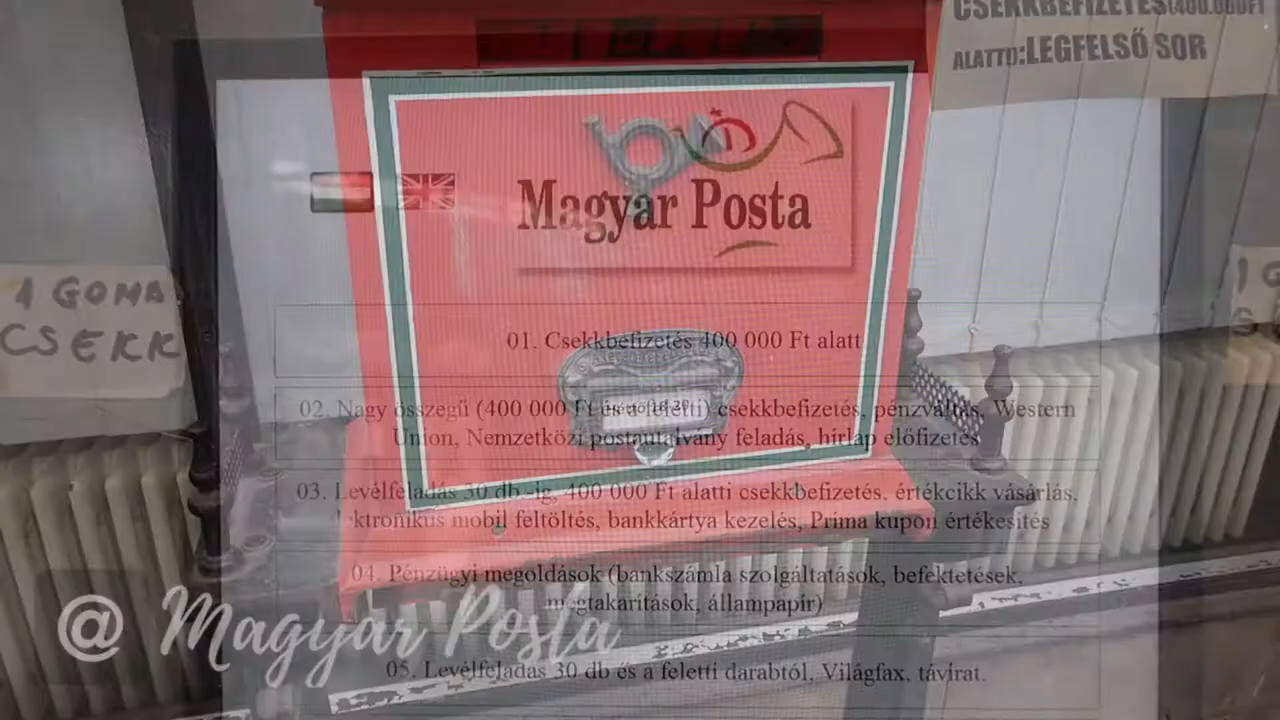 CSEKKBEFIZETÉS(400.000FT
ALATTD:LEGFELSŐ SOR
Magyar Posta
1 GOMB
CSEKK
01. Csekkbefizetés 400 000 Ft alatt
02. Nagy összegű (400 000 Ft és feletti) csekkbefizetés, pénzváltás, Western
Union, Nemzetközi postautalvány feladás, hírlap előfizetés
03. Levélfeladás 30 db -ig, 400 000 Ft alatti csekkbefizetés, értékcikk vásárlás,
elektronikus mobil feltöltés, bankkártya kezelés, Príma kupon értékesítés
04. Pénzügyi megoldások (bankszámla szolgáltatások, befektetések,
megtakarítások, állampapír)
@ Magyar Posta
05. Levélfeladás 30 db és a feletti darabtól, Világfax, távirat.